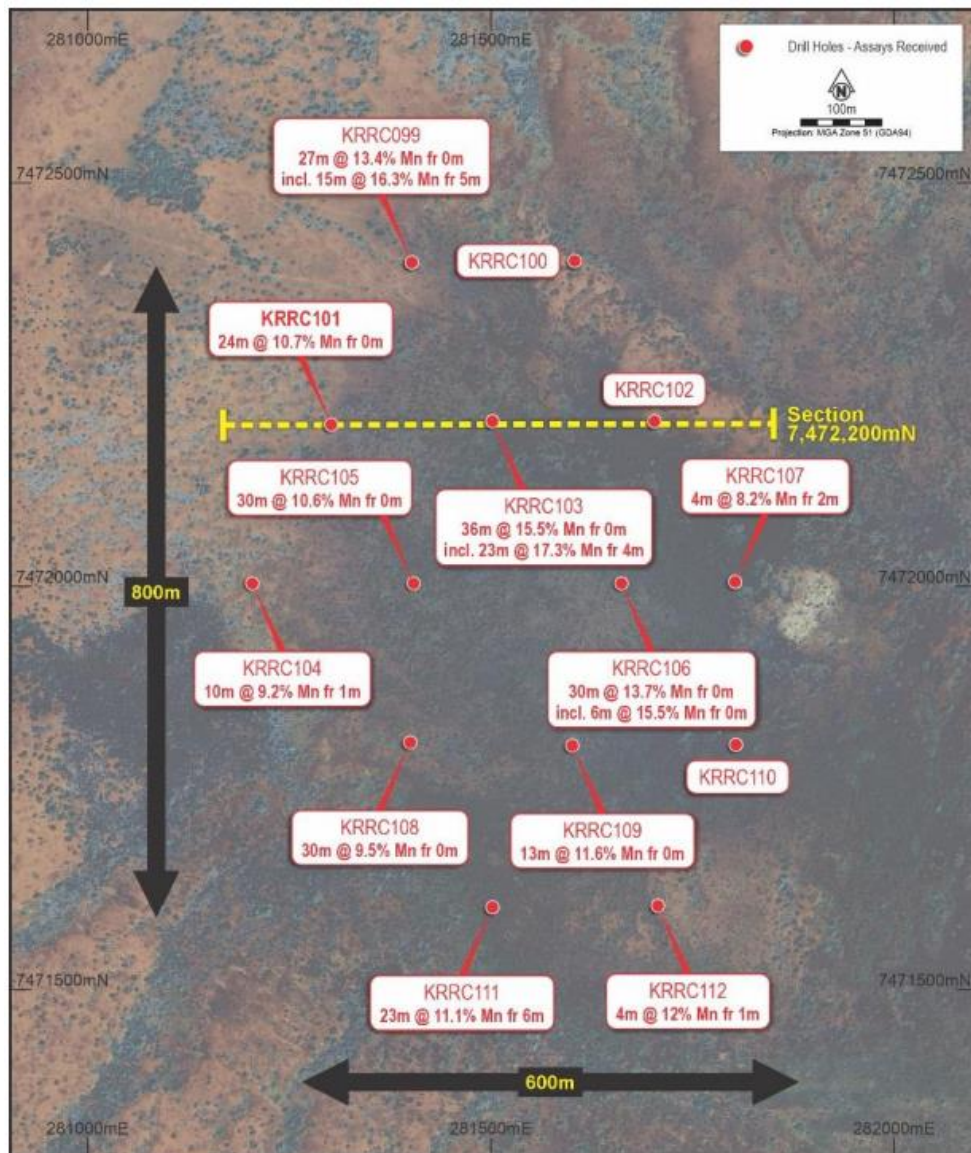 281000mE
281500mE
Drill Holes - Assays Received
N
100m
Projection: MGA Zone 51 (GDA94)
KRRC099
27m @ 13.4% Mn fr 0m
incl. 15m @ 16.3% Mn fr 5m
7472500mN
7472500mN
KRRC100
KRRC101
24m @ 10.7% Mn fr 0m
KRRC102
Section
7,472,200mN
KRRC105
30m @ 10.6% Mn fr 0m
KRRC103
36m @ 15.5% Mn fr 0m
incl. 23m @ 17.3% Mn fr 4m
KRRC107
4m @ 8.2% Mn fr 2m
7472000mN
7472000mN
800m
KRRC104
10m @ 9.2% Mn fr 1m
KRRC106
30m @ 13.7% Mn fr 0m
incl. 6m @ 15.5% Mn fr 0m
KRRC110
KRRC108
30m @ 9.5% Mn fr 0m
KRRC109
13m @ 11.6% Mn fr 0m
7471500mN
7471500mN
KRRC111
23m @ 11.1% Mn fr 6m
KRRC112
4m @ 12% Mn fr 1m
600m
281000mE
281500mE
282000mE